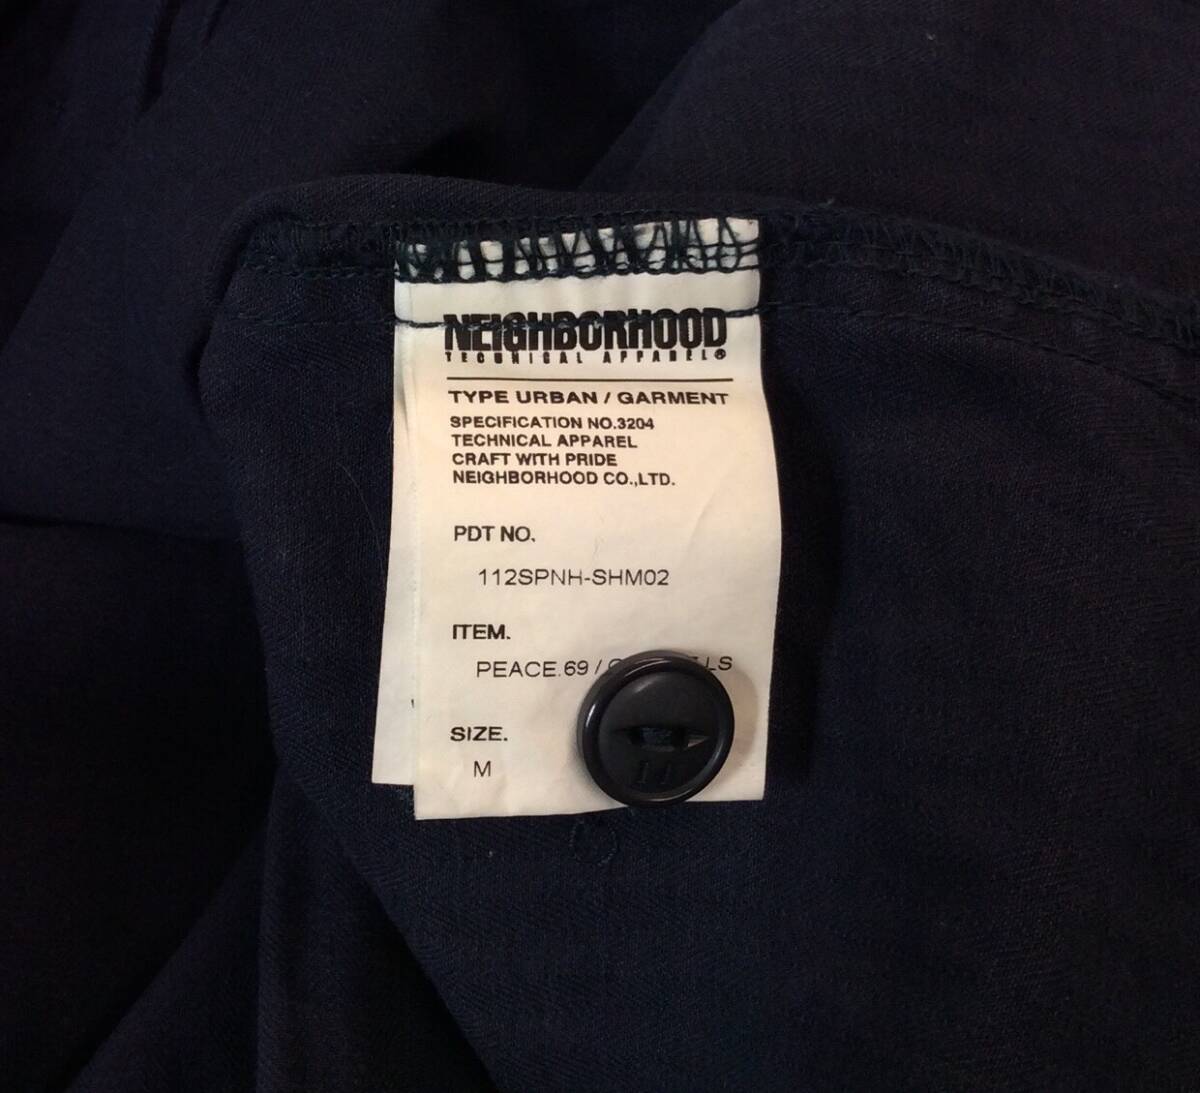 NEIGHBORHOOD
TECHNICAL APPAREL®
TYPE URBAN / GARMENT
SPECIFICATION NO.3204
TECHNICAL APPAREL
CRAFT WITH PRIDE
NEIGHBORHOOD CO.,LTD.
PDT NO.
112SPNH-SHM02
ITEM.
PEACE.69 /
SIZE.
M